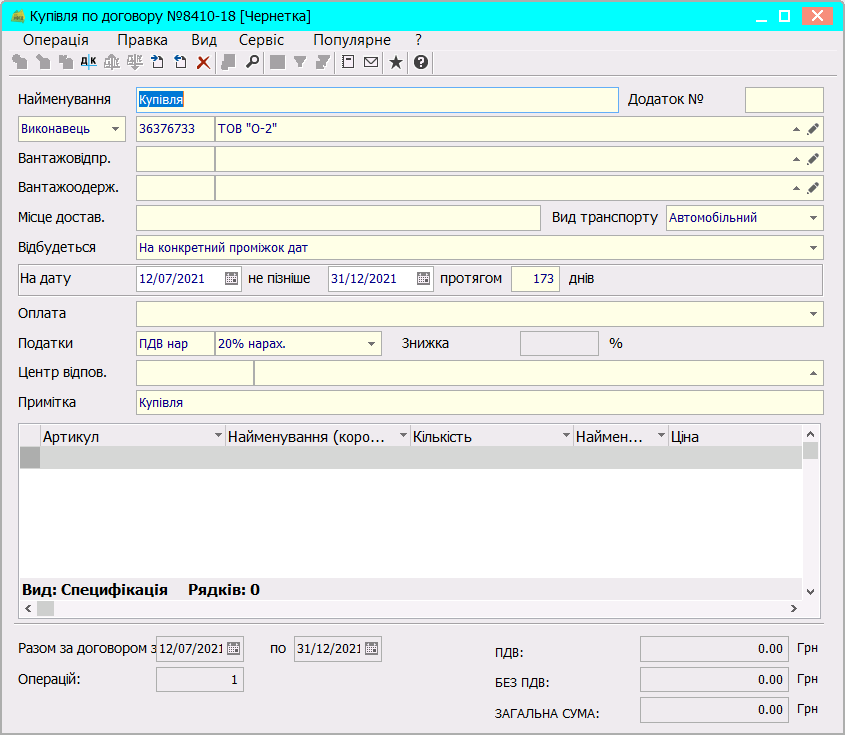 Купівля по договору №8410-18 [Чернетка]
Операція Правка Вид Сервіс Популярне ?
Найменування Купівля Додаток №
Виконавець 36376733 ТОВ "О-2"
Вантажовідпр.
Вантажоодерж.
Місце достав. Вид транспорту Автомобільний
Відбудеться На конкретний проміжок дат
На дату 12/07/2021 не пізніше 31/12/2021 протягом 173 днів
Оплата
Податки ПДВ нар 20% нарах. Знижка %
Центр відпов.
Примітка Купівля
Артикул Найменування (коро... Кількість Наймен... Ціна
Вид: Специфікація Рядків: 0
Разом за договором з 12/07/2021 по 31/12/2021 ПДВ: 0.00 Грн
Операцій: 1 БЕЗ ПДВ: 0.00 Грн
ЗАГАЛЬНА СУМА: 0.00 Грн